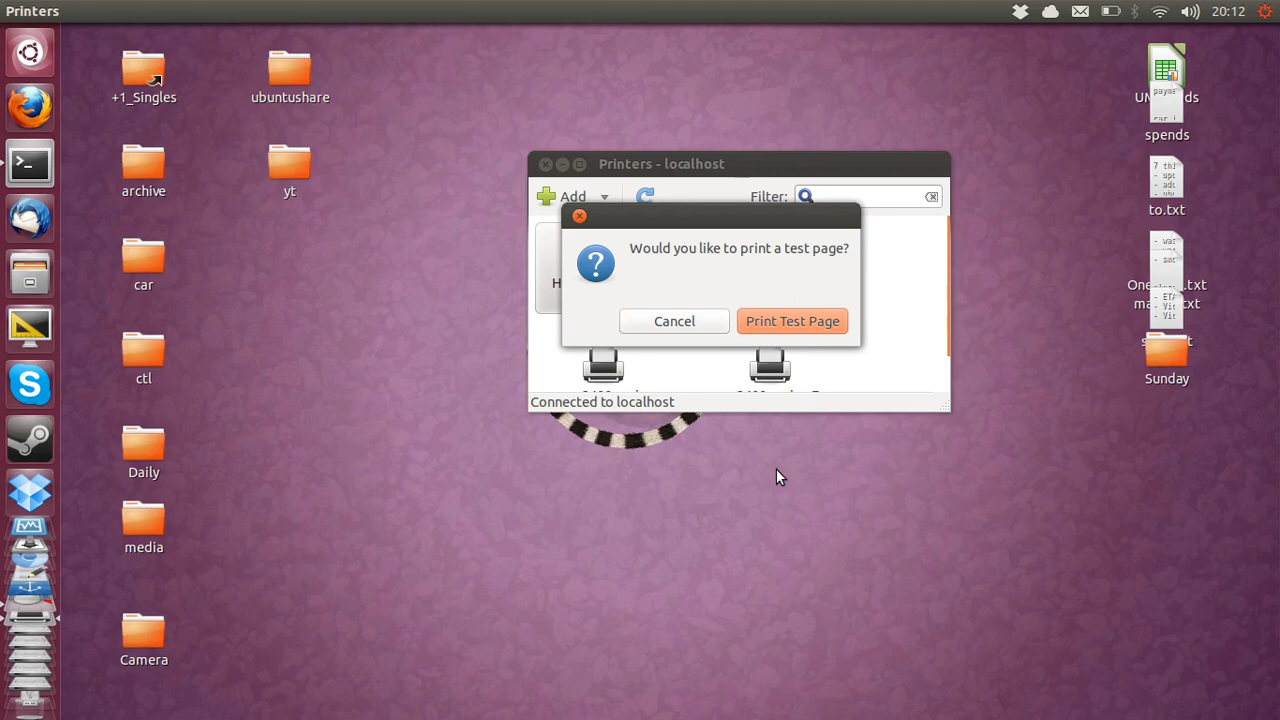 Printers
20:12
+1_Singles
ubuntushare
archive
yt
car
ctl
Daily
media
Camera
Printers - localhost
Add
Filter:
Would you like to print a test page?
H
Cancel
Print Test Page
Connected to localhost
spends
to.txt
Sunday